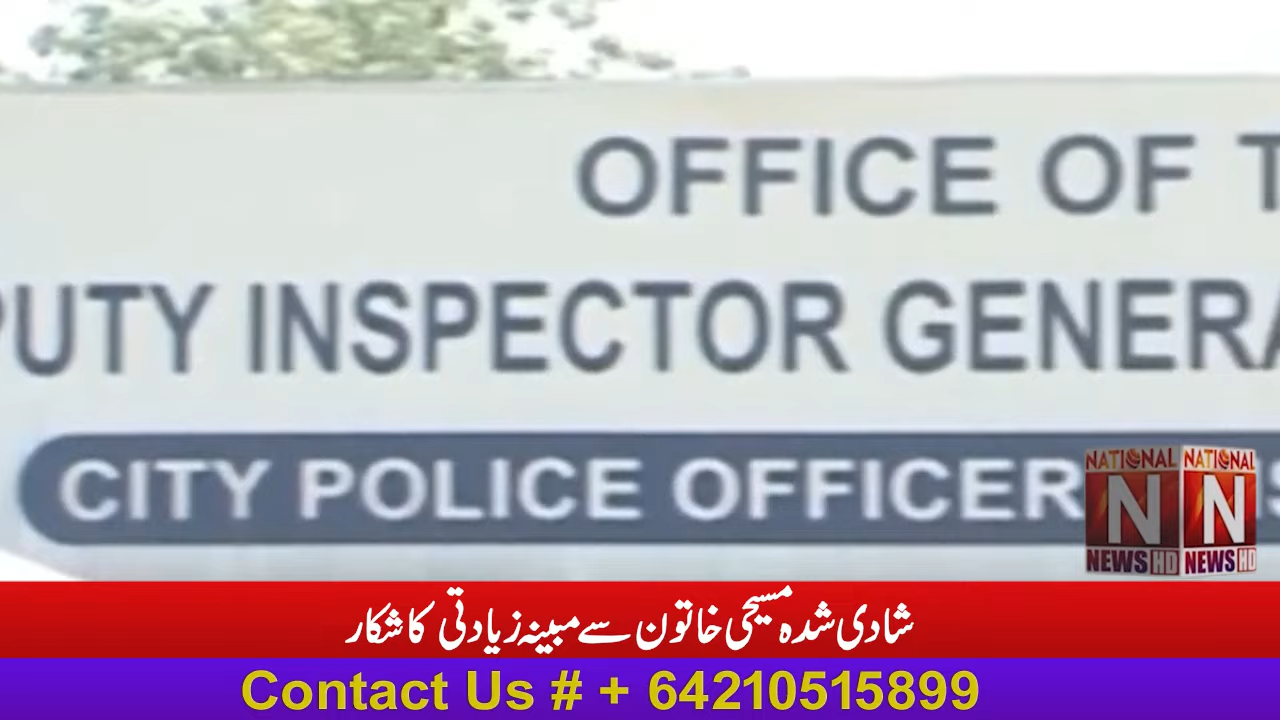 OFFICE OF T
PUTY INSPECTOR GENERA
CITY POLICE OFFICER
NATIONAL NATIONAL
N N
NEWS HD NEWS HD
شادی شدہ مسیحی خاتون سے مبینہ زیادتی کا شکار
Contact Us # + 64210515899